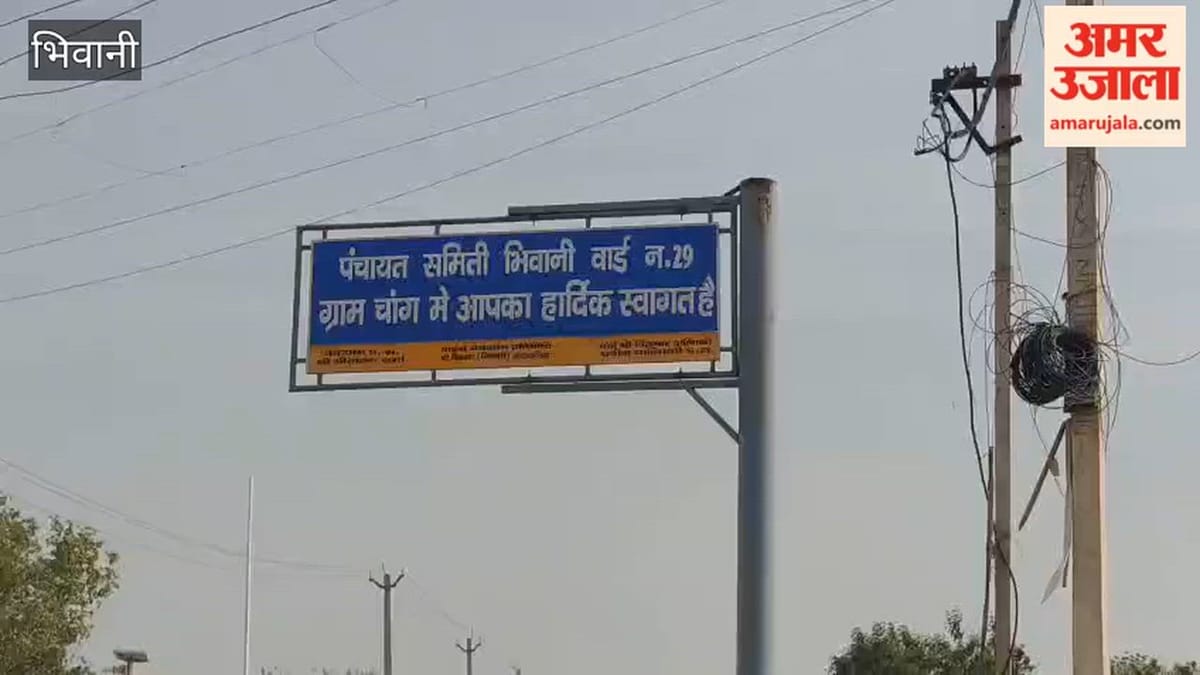 भिवानी
अमर
उजाला
amarujala.com
पंचायत समिती भिवानी वार्ड न.29
ग्राम चांग मे आपका हार्दिक स्वागत है